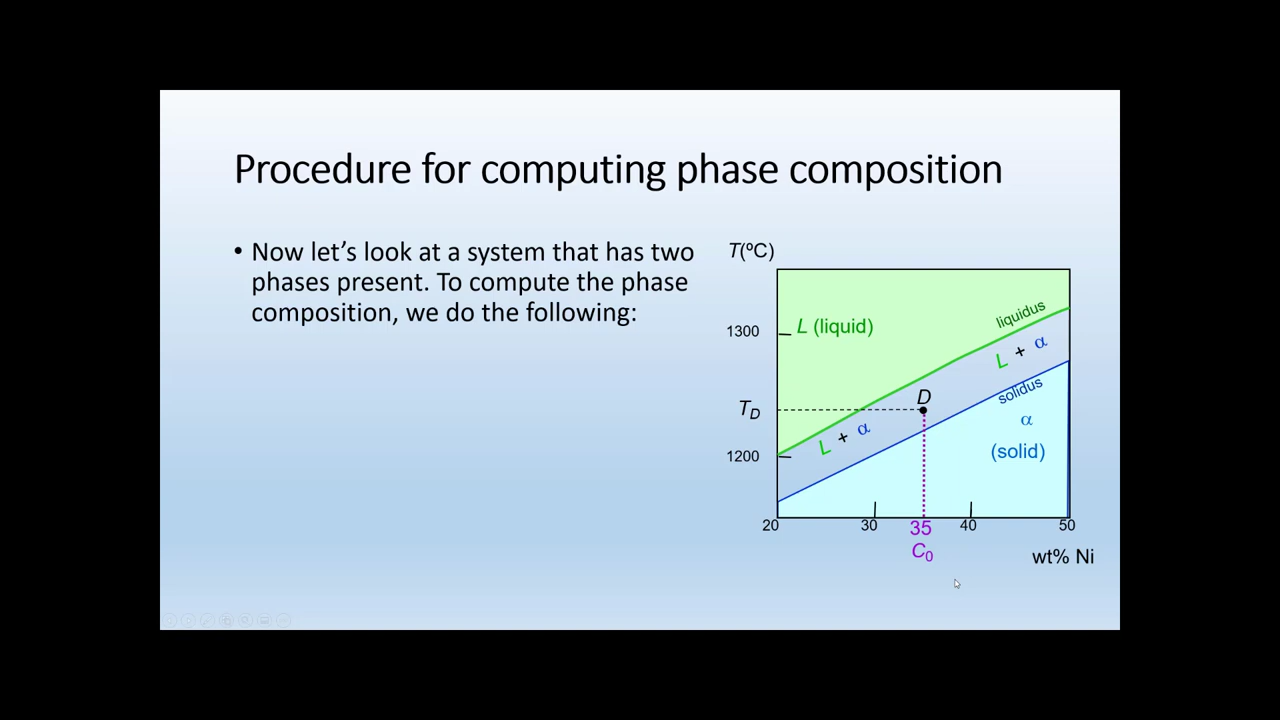 Procedure for computing phase composition
• Now let’s look at a system that has two
phases present. To compute the phase
composition, we do the following:
T(ºC)
1300
L (liquid)
liquidus
L + α
solidus
D
T_D
α
(solid)
L + α
1200
20
30
35
40
50
C₀
wt% Ni